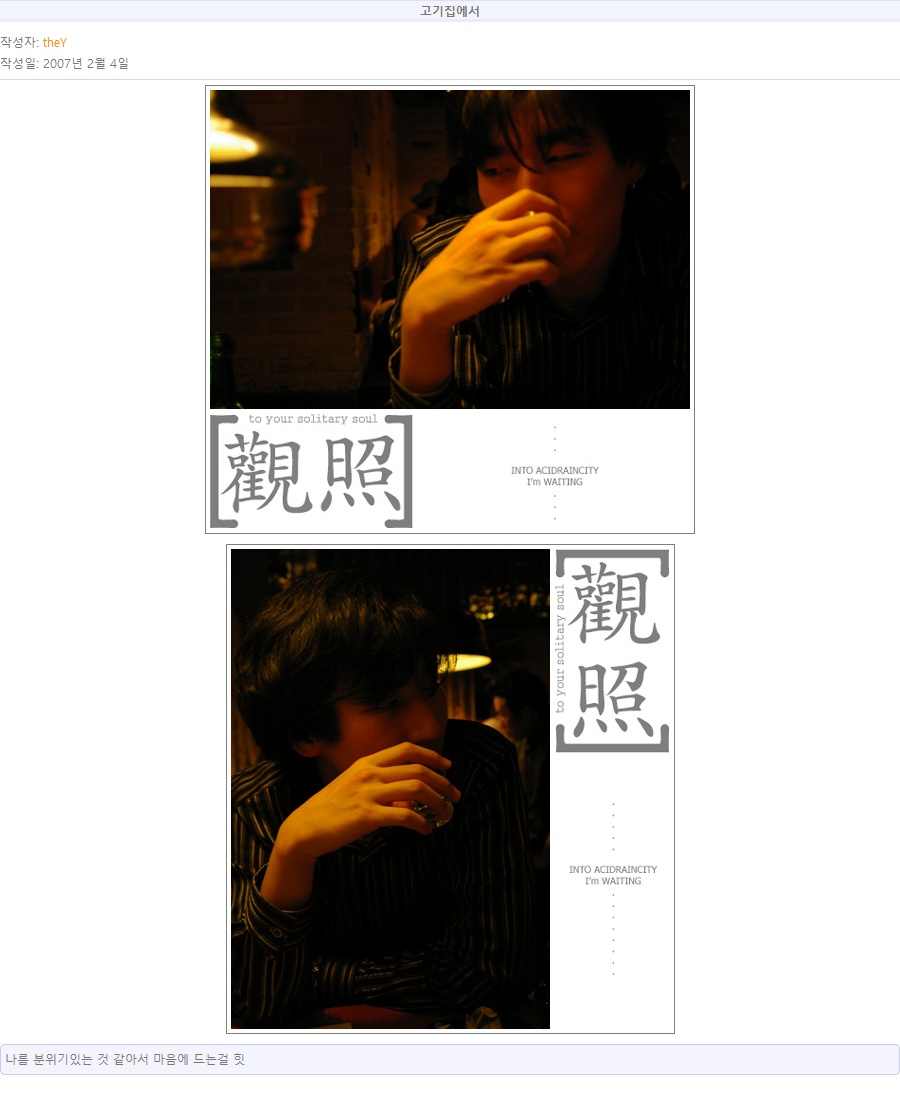 고기집에서
작성자: theY
작성일: 2007년 2월 4일
to your solitary soul
[觀照]
INTO ACIDRAINCITY
I'm WAITING
to your solitary soul
[觀照]
INTO ACIDRAINCITY
I'm WAITING
나름 분위기있는 것 같아서 마음에 드는걸 힛